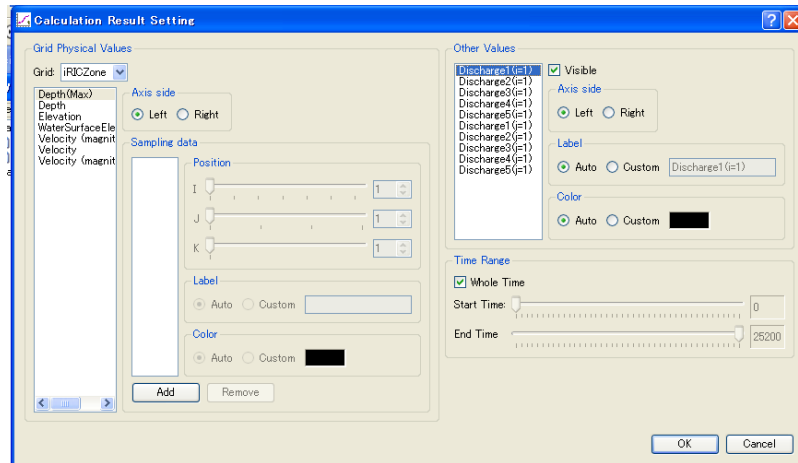 Calculation Result Setting
Grid Physical Values
Grid: iRICZone
Depth(Max)
Depth
Elevation
WaterSurfaceEle
Velocity (magnit
Velocity
Velocity (magnit
Axis side
Left Right
Sampling data
Position
I 1
J 1
K 1
Label
Auto Custom
Color
Auto Custom
Add Remove
Other Values
Discharge1(i=1)
Discharge2(i=1)
Discharge3(i=1)
Discharge4(i=1)
Discharge5(i=1)
Discharge1(j=1)
Discharge2(j=1)
Discharge3(j=1)
Discharge4(j=1)
Discharge5(j=1)
Visible
Axis side
Left Right
Label
Auto Custom Discharge1(i=1)
Color
Auto Custom
Time Range
Whole Time
Start Time: 0
End Time 25200
OK Cancel